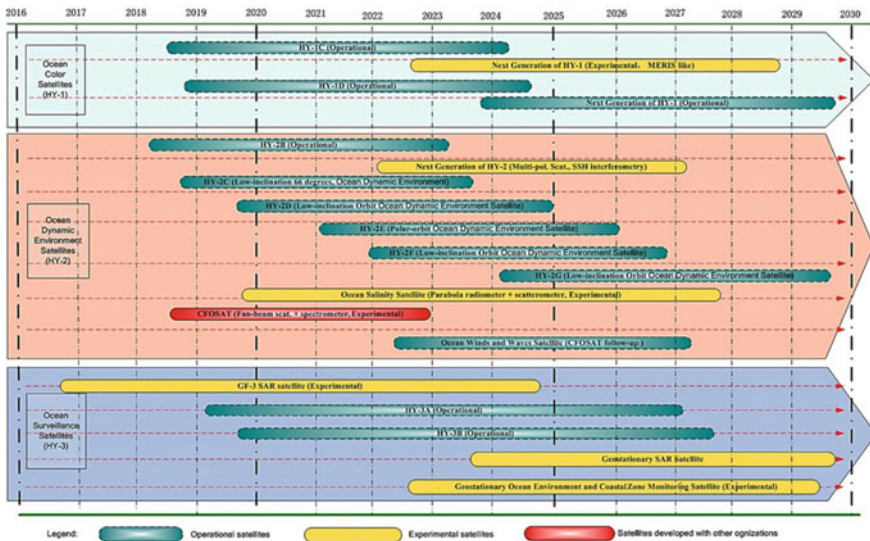 2016 2017 2018 2019 2020 2021 2022 2023 2024 2025 2026 2027 2029 2030
Ocean
Color
Satellites
(HY-1)
HY-1C (Operational)
Next Generation of HY-1 (Experimental, MERIS like)
HY-1D (Operational)
Next Generation of HY-1 (Operational)
Ocean
Dynamic
Environment
Satellites
(HY-2)
HY-2B (Operational)
Next Generation of HY-2 (Multi-pol. Scat., SSH interferometry)
HY-2C (Low-inclination 66 degrees, Ocean Dynamic Environment)
HY-2D (Low-inclination Orbit Ocean Dynamic Environment Satellite)
HY-2E (Polar-orbit Ocean Dynamic Environment Satellite)
HY-2F (Low-inclination Orbit Ocean Dynamic Environment Satellite)
HY-2G (Low-inclination Orbit Ocean Dynamic Environment Satellite)
Ocean Salinity Satellite (Parabola radiometer + scatterometer, Experimental)
CFOSAT (Fan-beam scat. + spectrometer, Experimental)
Ocean Winds and Waves Satellite (CFOSAT follow-up)
Ocean
Surveillance
Satellites
(HY-3)
GF-3 SAR satellite (Experimental)
HY-3A (Operational)
HY-3B (Operational)
Geostationary SAR Satellite
Geostationary Ocean Environment and Coastal Zone Monitoring Satellite (Experimental)
Legend: Operational satellites Experimental satellites Satellites developed with other ognizations